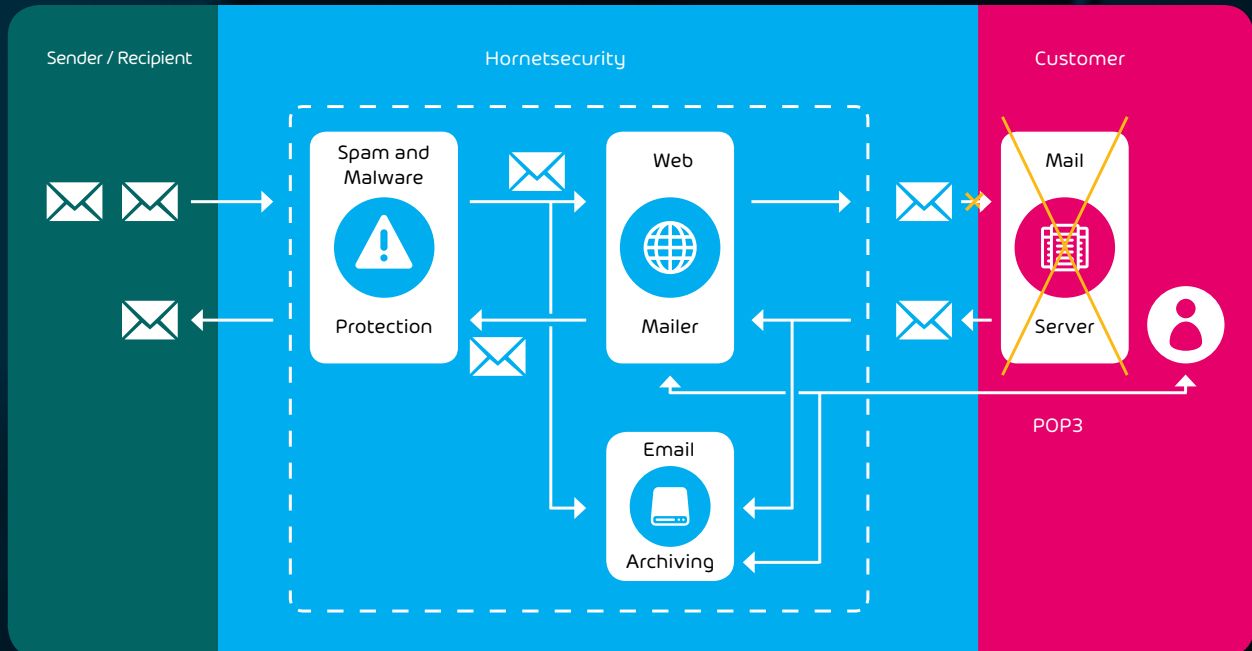 Sender / Recipient
Hornetsecurity
Customer
Spam and
Malware
Protection
Web
Mailer
Mail
Server
POP3
Email
Archiving